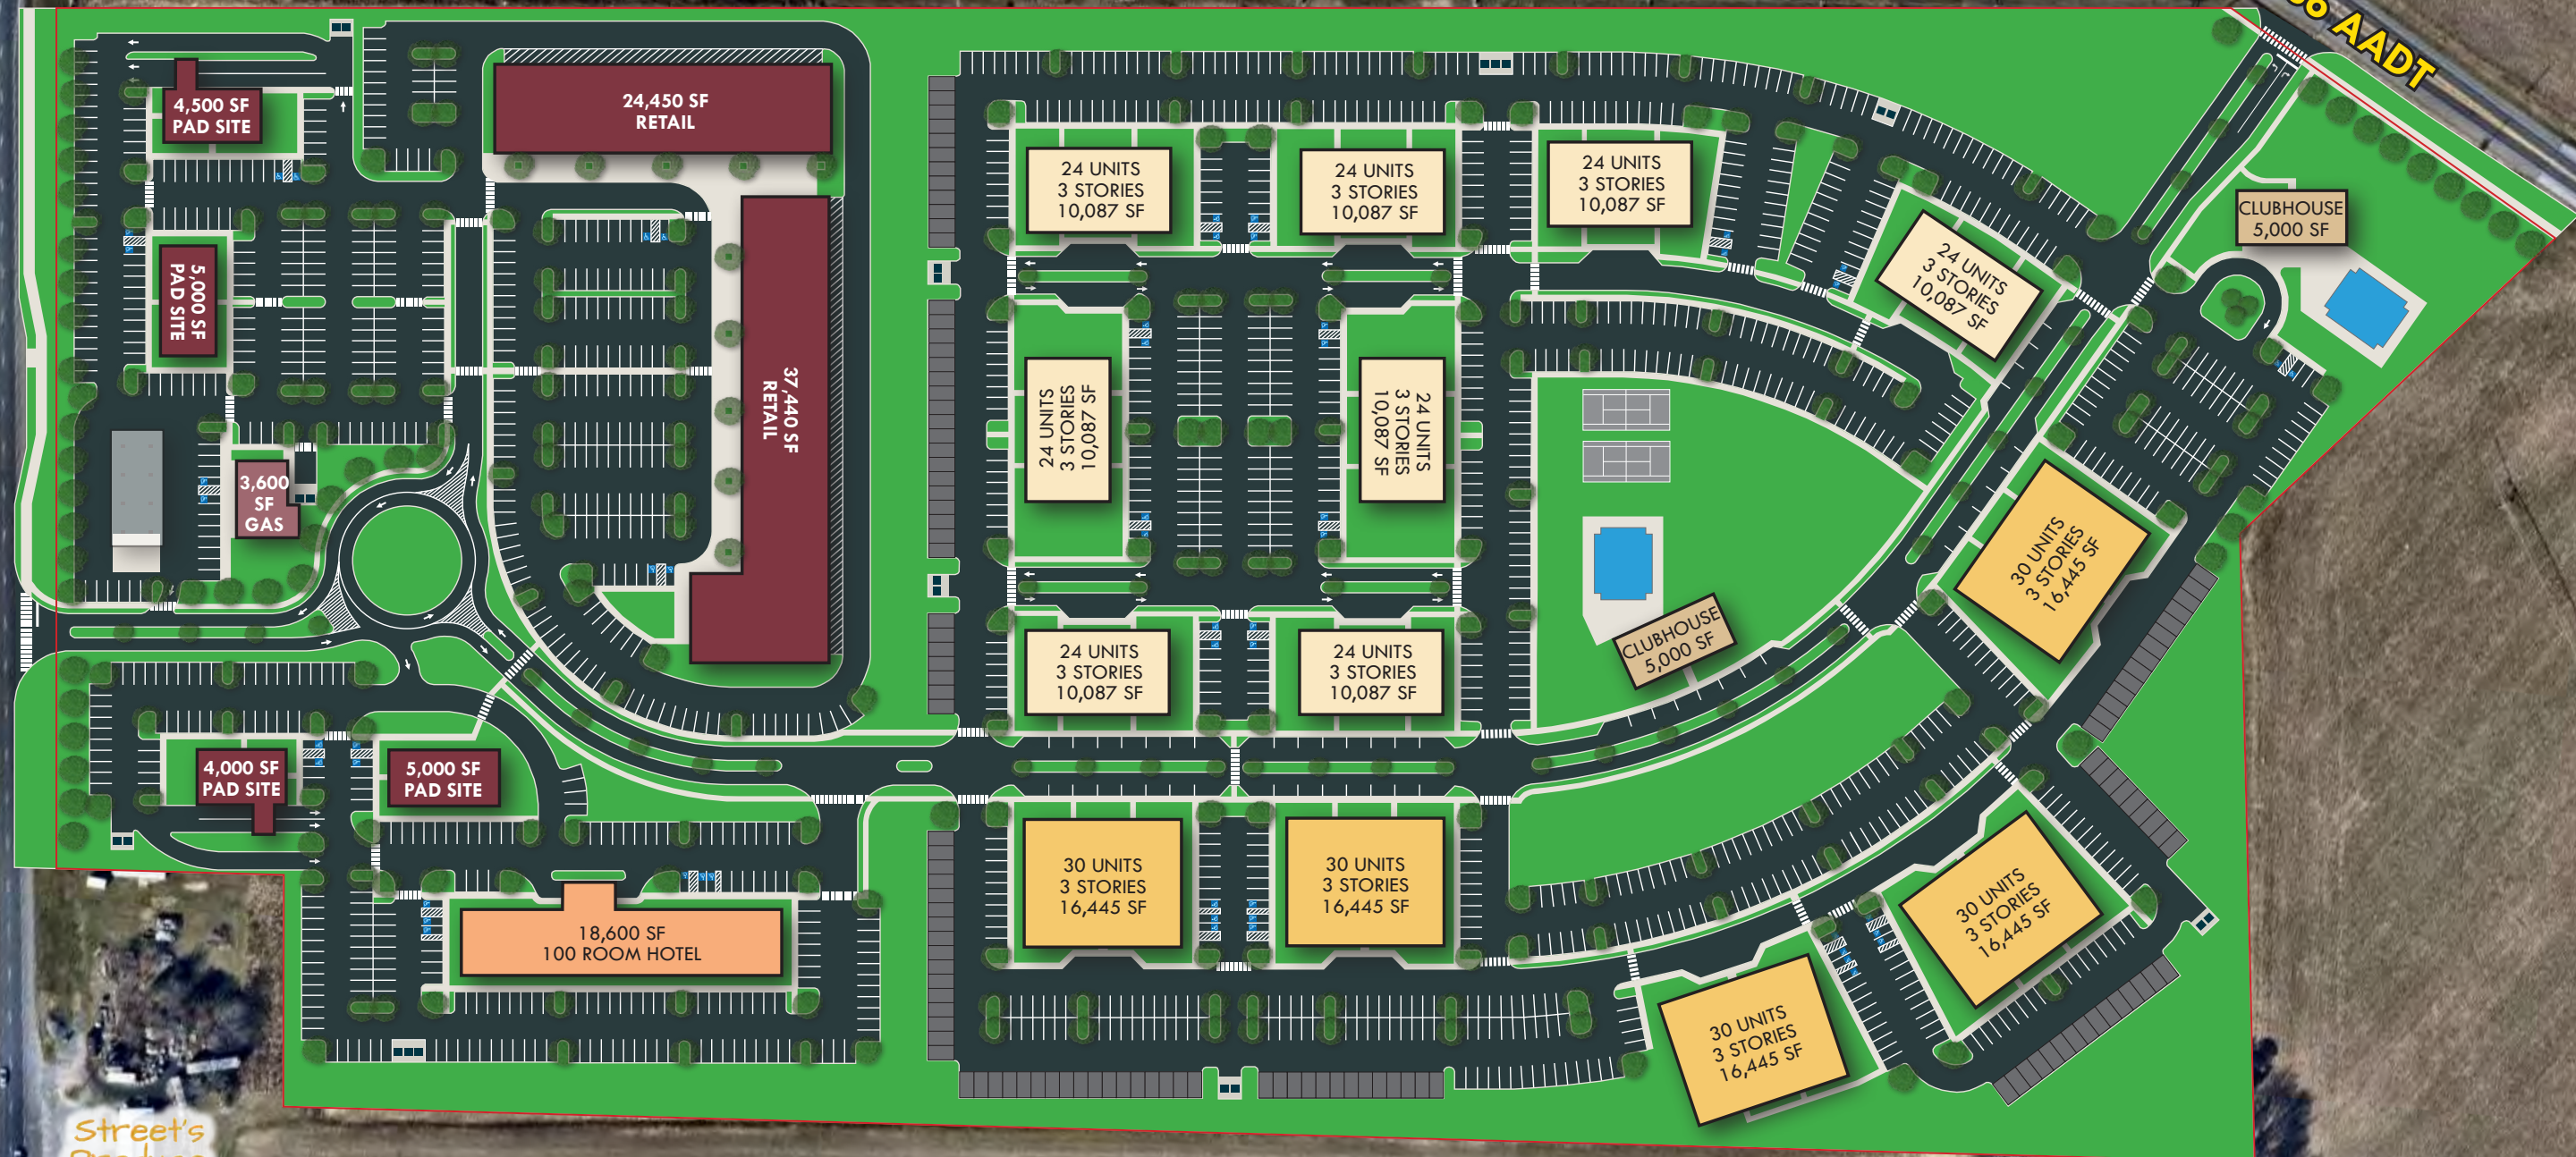 06 AADT
4,500 SF
PAD SITE
24,450 SF
RETAIL
24 UNITS
3 STORIES
10,087 SF
24 UNITS
3 STORIES
10,087 SF
24 UNITS
3 STORIES
10,087 SF
24 UNITS
3 STORIES
10,087 SF
CLUBHOUSE
5,000 SF
5,000 SF
PAD SITE
37,440 SF
RETAIL
24 UNITS
3 STORIES
10,087 SF
24 UNITS
3 STORIES
10,087 SF
3,600
SF
GAS
30 UNITS
3 STORIES
16,445 SF
24 UNITS
3 STORIES
10,087 SF
24 UNITS
3 STORIES
10,087 SF
CLUBHOUSE
5,000 SF
4,000 SF
PAD SITE
5,000 SF
PAD SITE
30 UNITS
3 STORIES
16,445 SF
30 UNITS
3 STORIES
16,445 SF
30 UNITS
3 STORIES
16,445 SF
18,600 SF
100 ROOM HOTEL
30 UNITS
3 STORIES
16,445 SF
Street's